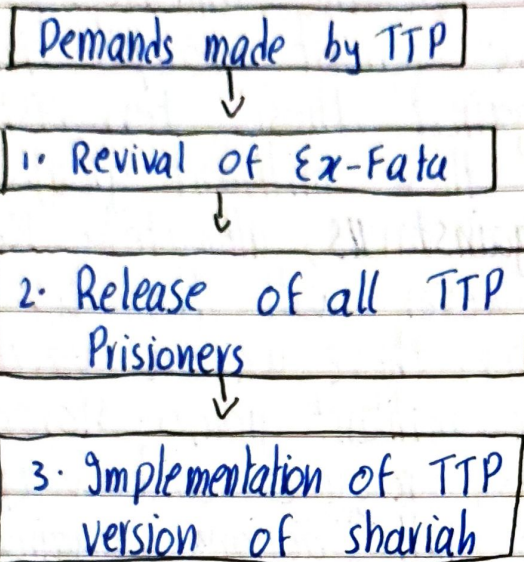 Demands made by TTP
1. Revival of Ex-Fata
2. Release of all TTP
Prisioners
3. Implementation of TTP
version of shariah